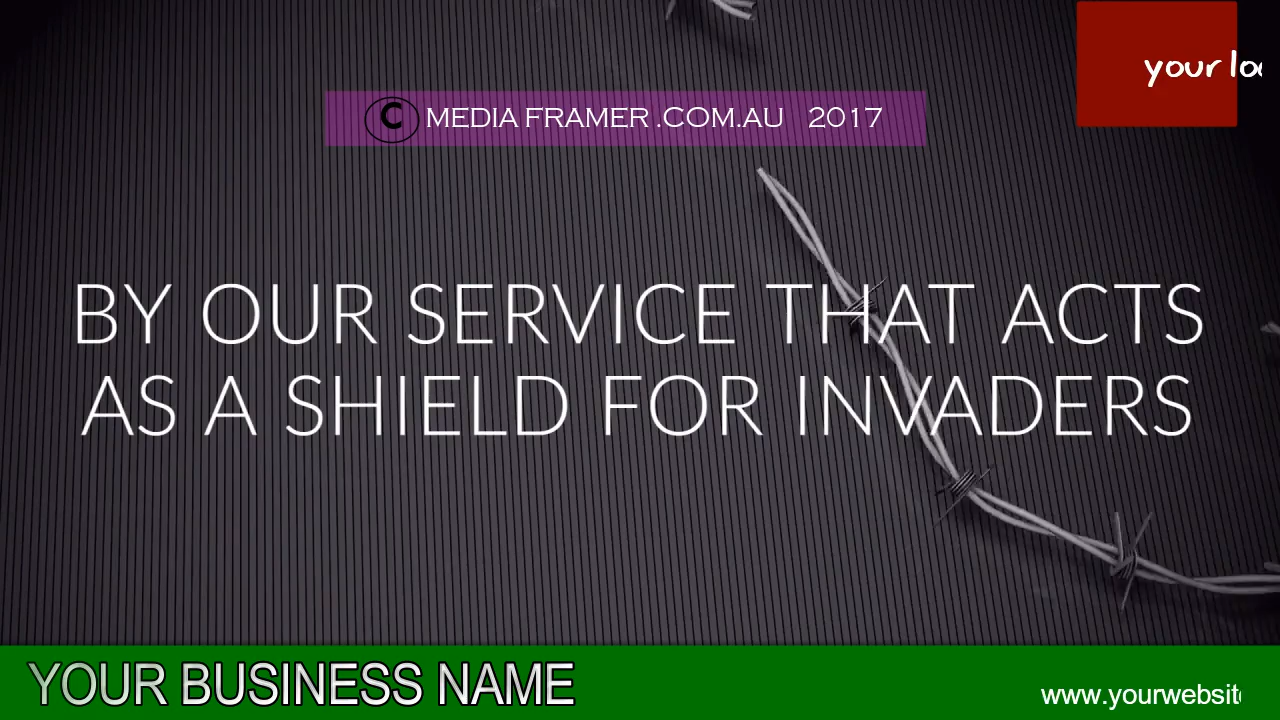 your lo
© MEDIA FRAMER .COM.AU 2017
BY OUR SERVICE THAT ACTS
AS A SHIELD FOR INVADERS
YOUR BUSINESS NAME
www.yourwebsit